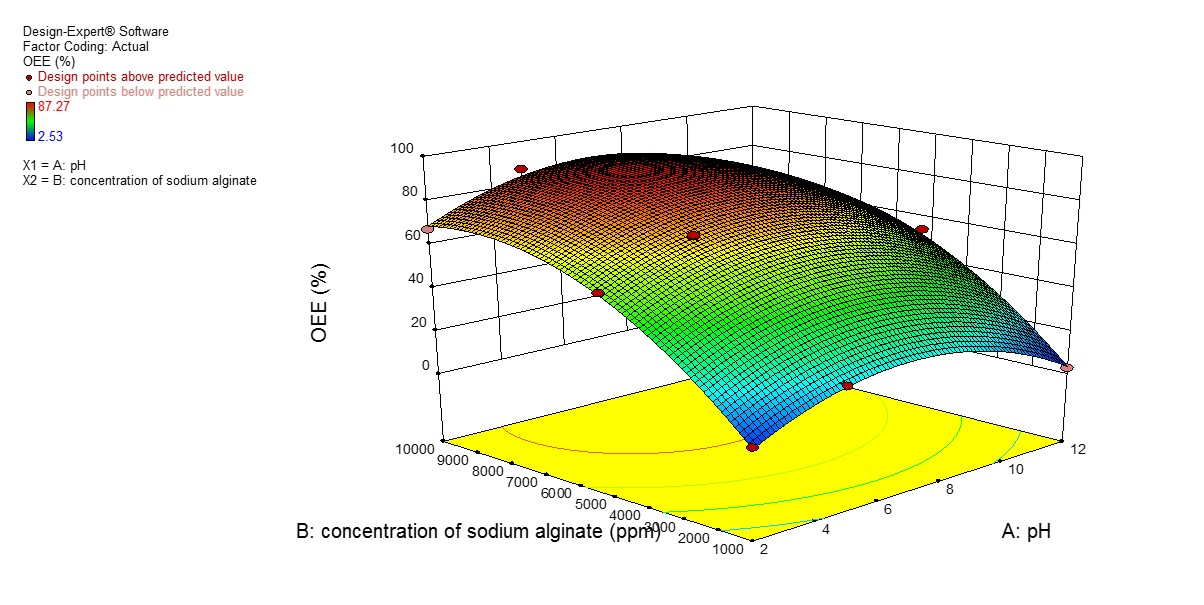 Design-Expert® Software
Factor Coding: Actual
OEE (%)
Design points above predicted value
Design points below predicted value
87.27
2.53
X1 = A: pH
X2 = B: concentration of sodium alginate
100
80
60
40
20
0
OEE (%)
10000
9000
8000
7000
6000
5000
4000
3000
2000
1000
2
4
6
8
10
12
B: concentration of sodium alginate (ppm)
A: pH